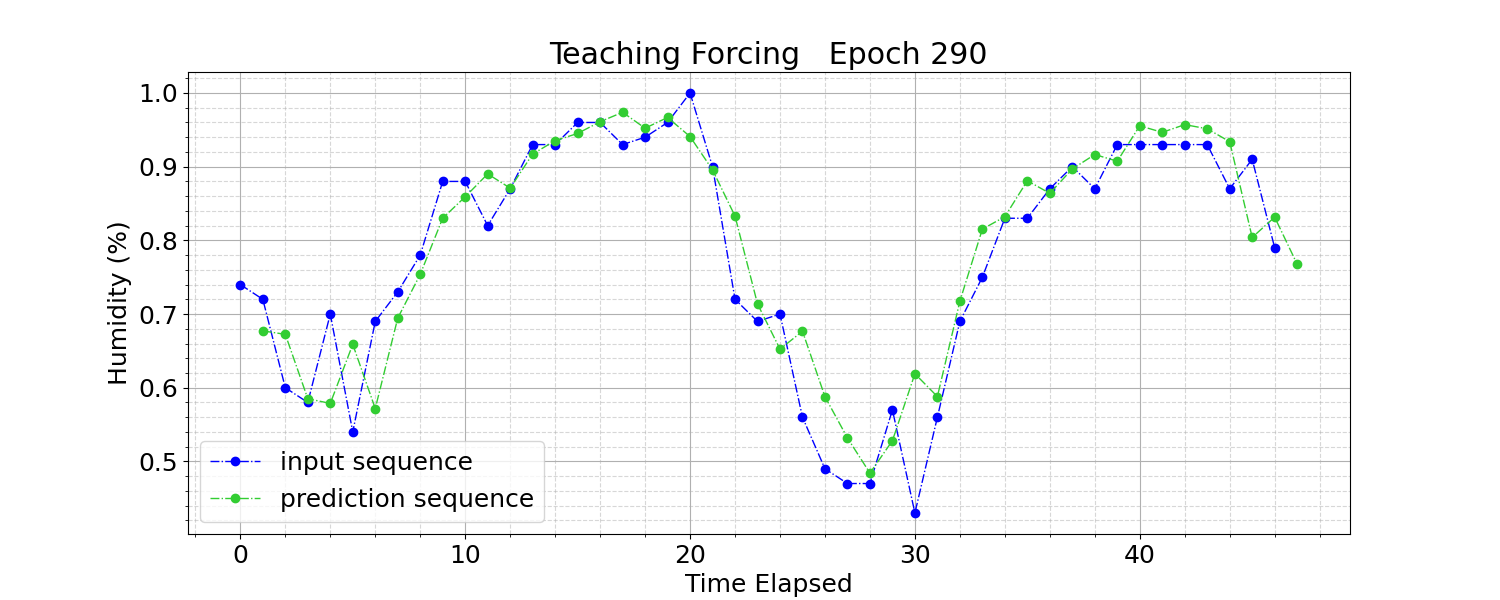 Teaching Forcing   Epoch 290
1.0
0.9
0.8
0.7
0.6
0.5
Humidity (%)
input sequence
prediction sequence
0 10 20 30 40
Time Elapsed